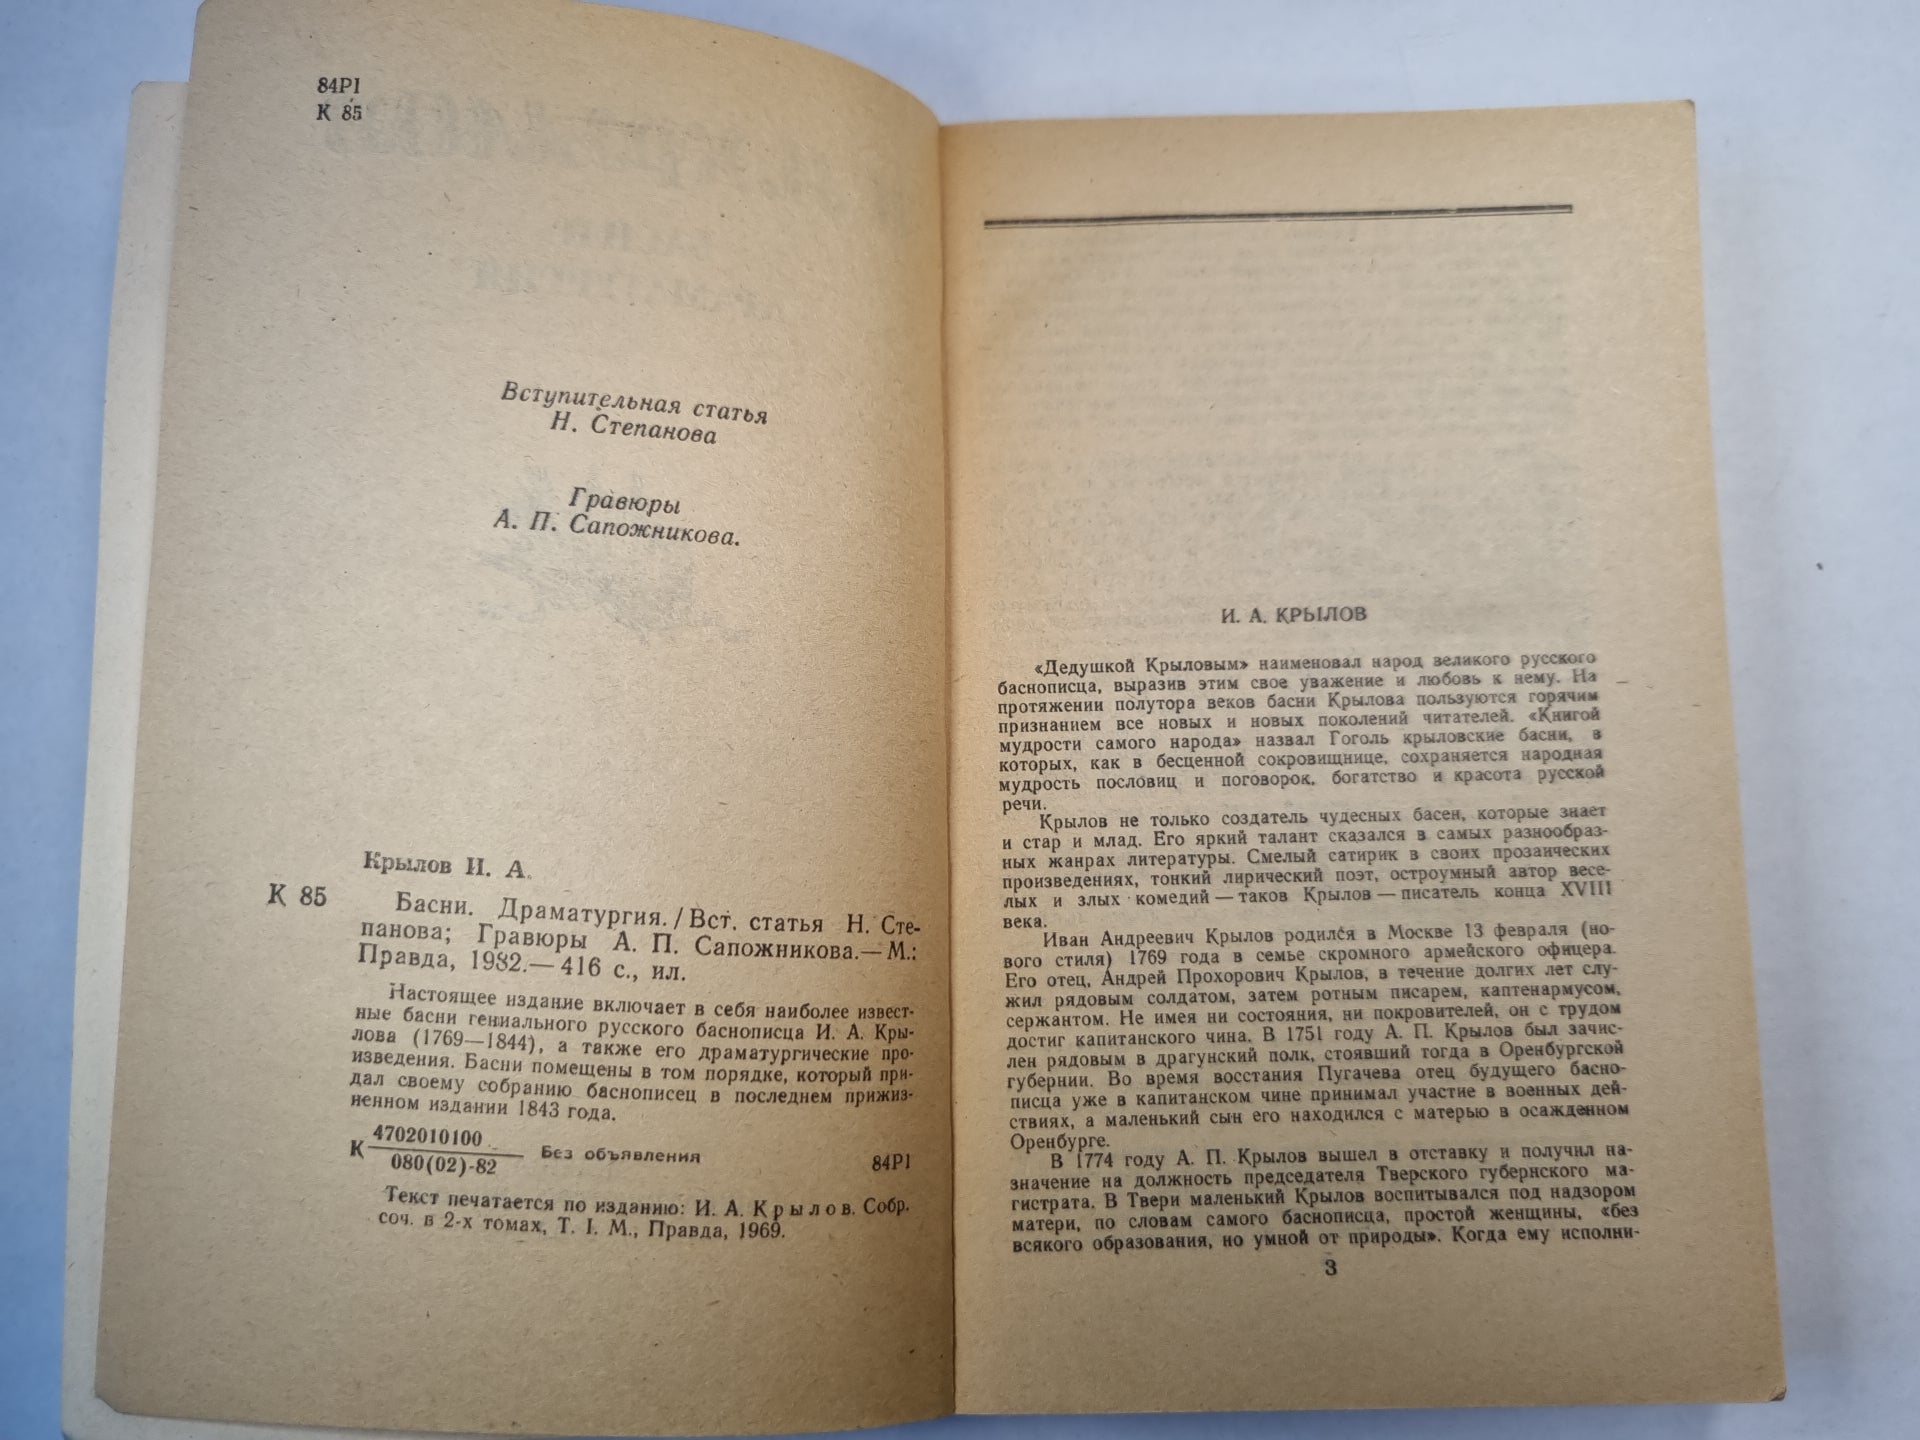 84Р1
К 85
Вступительная статья
Н. Степанова
Гравюры
А. П. Сапожникова.
Крылов И. А.
К 85
Басни. Драматургия. / Вст. статья Н. Сте-
панова; Гравюры А. П. Сапожникова.— М.:
Правда, 1982.— 416 с., ил.
Настоящее издание включает в себя наиболее извест-
ные басни гениального русского баснописца И. А. Кры-
лова (1769—1844), а также его драматургические про-
изведения. Басни помещены в том порядке, который при-
дал своему собранию баснописец в последнем прижиз-
ненном издании 1843 года.
К 4702010100
080(02)-82
Без объявления
84Р1
Текст печатается по изданию: И. А. Крылов. Собр.
соч. в 2-х томах, Т. I. М., Правда, 1969.
И. А. КРЫЛОВ
«Дедушкой Крыловым» наименовал народ великого русского
баснописца, выразив этим свое уважение и любовь к нему. На
протяжении полутора веков басни Крылова пользуются горячим
признанием все новых и новых поколений читателей. «Книгой
мудрости самого народа» назвал Гоголь крыловские басни, в
которых, как в бесценной сокровищнице, сохраняется народная
мудрость пословиц и поговорок, богатство и красота русской
речи.
Крылов не только создатель чудесных басен, которые знает
и стар и млад. Его яркий талант сказался в самых разнообраз-
ных жанрах литературы. Смелый сатирик в своих прозаических
произведениях, тонкий лирический поэт, остроумный автор весе-
лых и злых комедий — таков Крылов — писатель конца XVIII
века.
Иван Андреевич Крылов родился в Москве 13 февраля (но-
вого стиля) 1769 года в семье скромного армейского офицера.
Его отец, Андрей Прохорович Крылов, в течение долгих лет слу-
жил рядовым солдатом, затем ротным писарем, каптенармусом,
сержантом. Не имея ни состояния, ни покровителей, он с трудом
достиг капитанского чина. В 1751 году А. П. Крылов был зачис-
лен рядовым в драгунский полк, стоявший тогда в Оренбургской
губернии. Во время восстания Пугачева отец будущего басно-
писца уже в капитанском чине принимал участие в военных дей-
ствиях, а маленький сын его находился с матерью в осажденном
Оренбурге.
В 1774 году А. П. Крылов вышел в отставку и получил на-
значение на должность председателя Тверского губернского ма-
гистрата. В Твери маленький Крылов воспитывался под надзором
матери, по словам самого баснописца, простой женщины, «без
всякого образования, но умной от природы». Когда ему исполни-
3